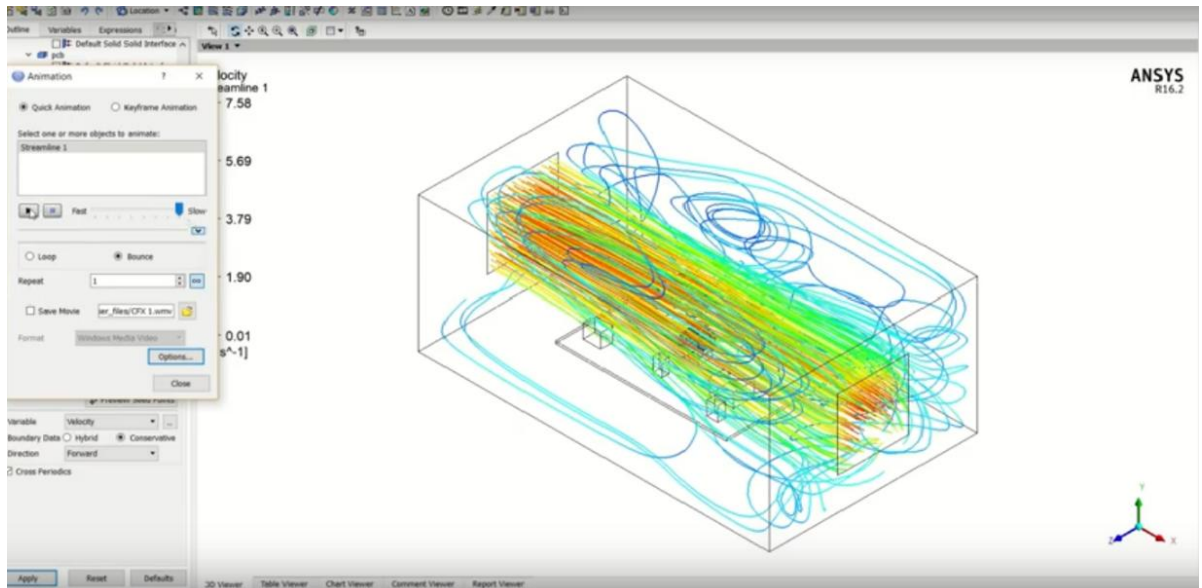 Location
Outline Variables Expressions
Default Solid Solid Interface
pcb
View 1
Animation ? ×
Quick Animation Keyframe Animation
Select one or more objects to animate:
Streamline 1
Fast Slow
Loop Bounce
Repeat 1
Save Movie er_files/CFX 1.wmv
Format Windows Media Video
Options...
Close
Variable Velocity ...
Boundary Data Hybrid Conservative
Direction Forward
Cross Periodics
Apply Reset Defaults
locity
eamline 1
7.58
5.69
3.79
1.90
0.01
s^-1]
ANSYS
R16.2
Y
Z X
3D Viewer Table Viewer Chart Viewer Comment Viewer Report Viewer